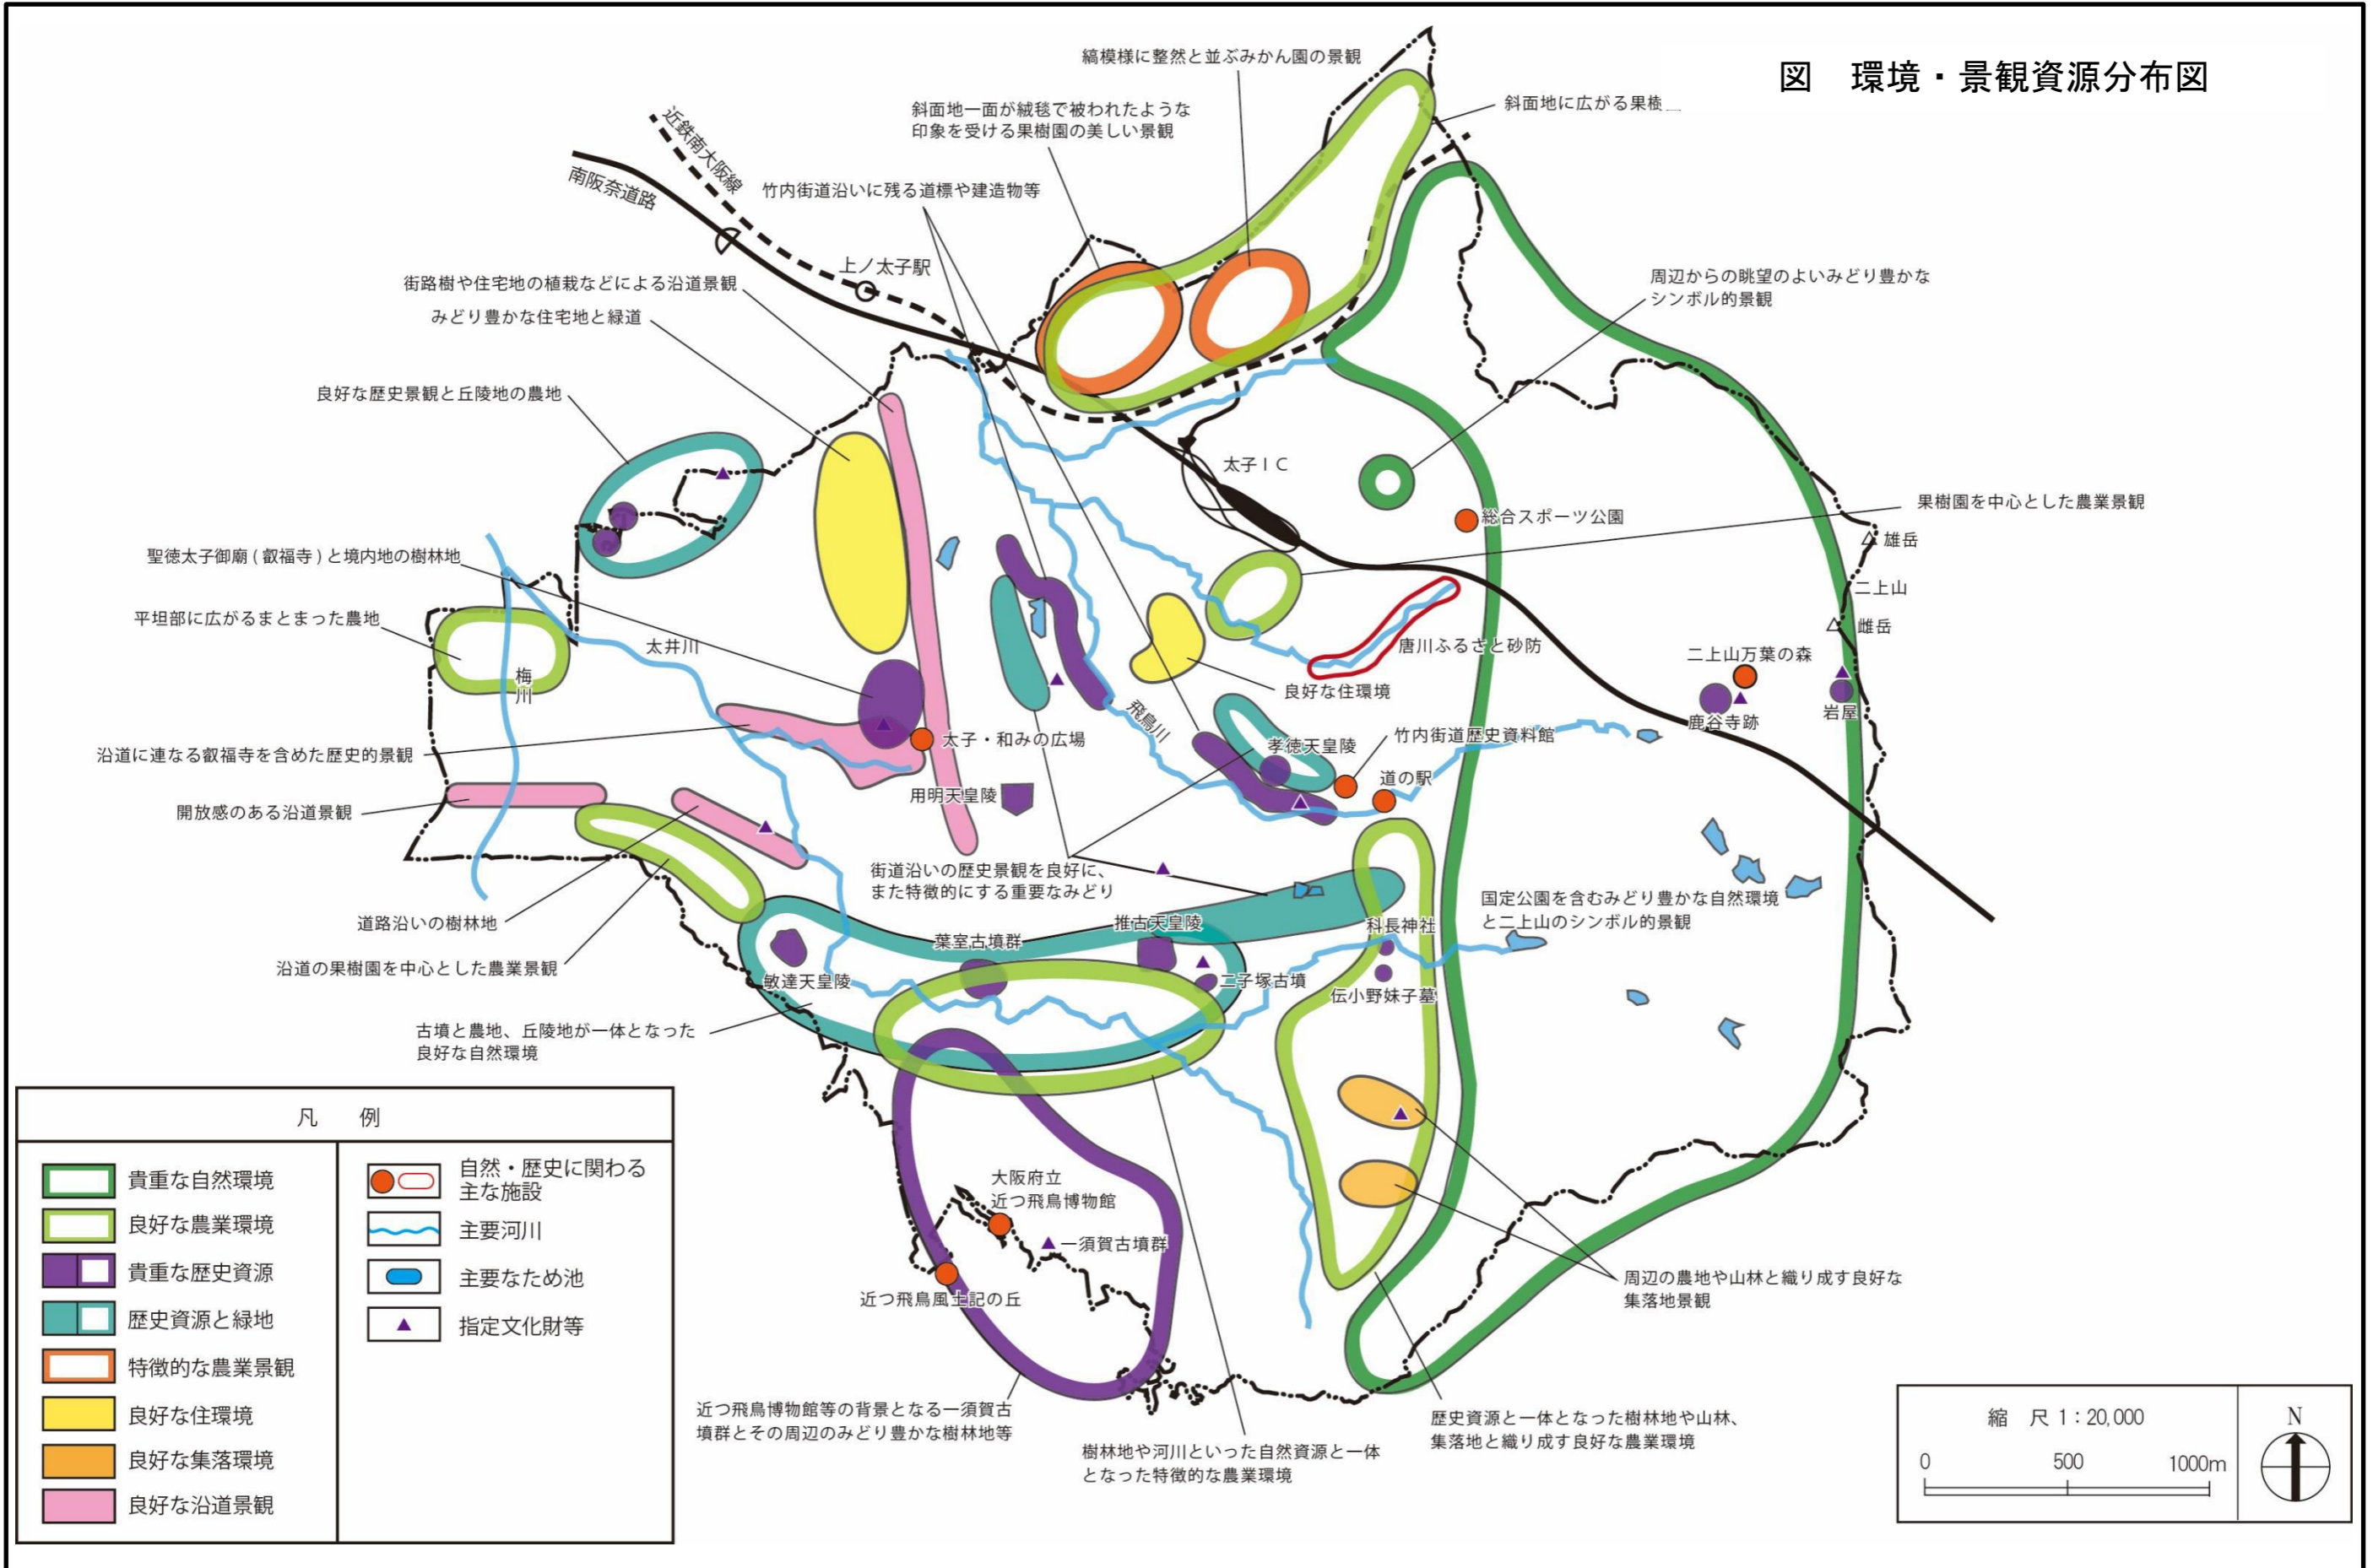 図　環境・景観資源分布図
縞模様に整然と並ぶみかん園の景観
斜面地一面が絨毯で被われたような
印象を受ける果樹園の美しい景観
斜面地に広がる果樹
近鉄南大阪線
南阪奈道路
竹内街道沿いに残る道標や建造物等
上ノ太子駅
街路樹や住宅地の植栽などによる沿道景観
みどり豊かな住宅地と緑道
周辺からの眺望のよいみどり豊かな
シンボル的景観
良好な歴史景観と丘陵地の農地
太子ＩＣ
果樹園を中心とした農業景観
総合スポーツ公園
雄岳
二上山
雌岳
聖徳太子御廟(叡福寺)と境内地の樹林地
平坦部に広がるまとまった農地
太井川
梅川
唐川ふるさと砂防
良好な住環境
二上山万葉の森
鹿谷寺跡
岩屋
飛鳥川
沿道に連なる叡福寺を含めた歴史的景観
太子・和みの広場
孝徳天皇陵
竹内街道歴史資料館
道の駅
用明天皇陵
開放感のある沿道景観
街道沿いの歴史景観を良好に、
また特徴的にする重要なみどり
国定公園を含むみどり豊かな自然環境
と二上山のシンボル的景観
道路沿いの樹林地
沿道の果樹園を中心とした農業景観
推古天皇陵
科長神社
葉室古墳群
敏達天皇陵
二子塚古墳
伝小野妹子墓
古墳と農地、丘陵地が一体となった
良好な自然環境
大阪府立
近つ飛鳥博物館
一須賀古墳群
近つ飛鳥風土記の丘
周辺の農地や山林と織り成す良好な
集落地景観
近つ飛鳥博物館等の背景となる一須賀古
墳群とその周辺のみどり豊かな樹林地等
樹林地や河川といった自然資源と一体
となった特徴的な農業環境
歴史資源と一体となった樹林地や山林、
集落地と織り成す良好な農業環境
凡　例
貴重な自然環境
良好な農業環境
貴重な歴史資源
歴史資源と緑地
特徴的な農業景観
良好な住環境
良好な集落環境
良好な沿道景観
自然・歴史に関わる
主な施設
主要河川
主要なため池
指定文化財等
縮　尺 1：20,000
0 500 1000m
N